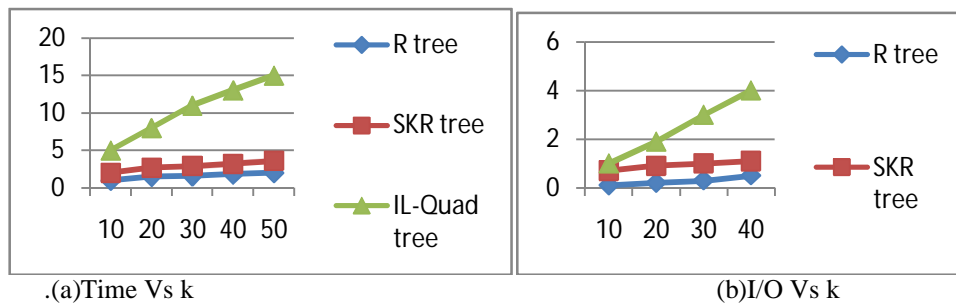 20
15
10
5
0
10 20 30 40 50
R tree
SKR tree
IL-Quad tree
6
4
2
0
10 20 30 40
R tree
SKR tree
.(a)Time Vs k
(b)I/O Vs k